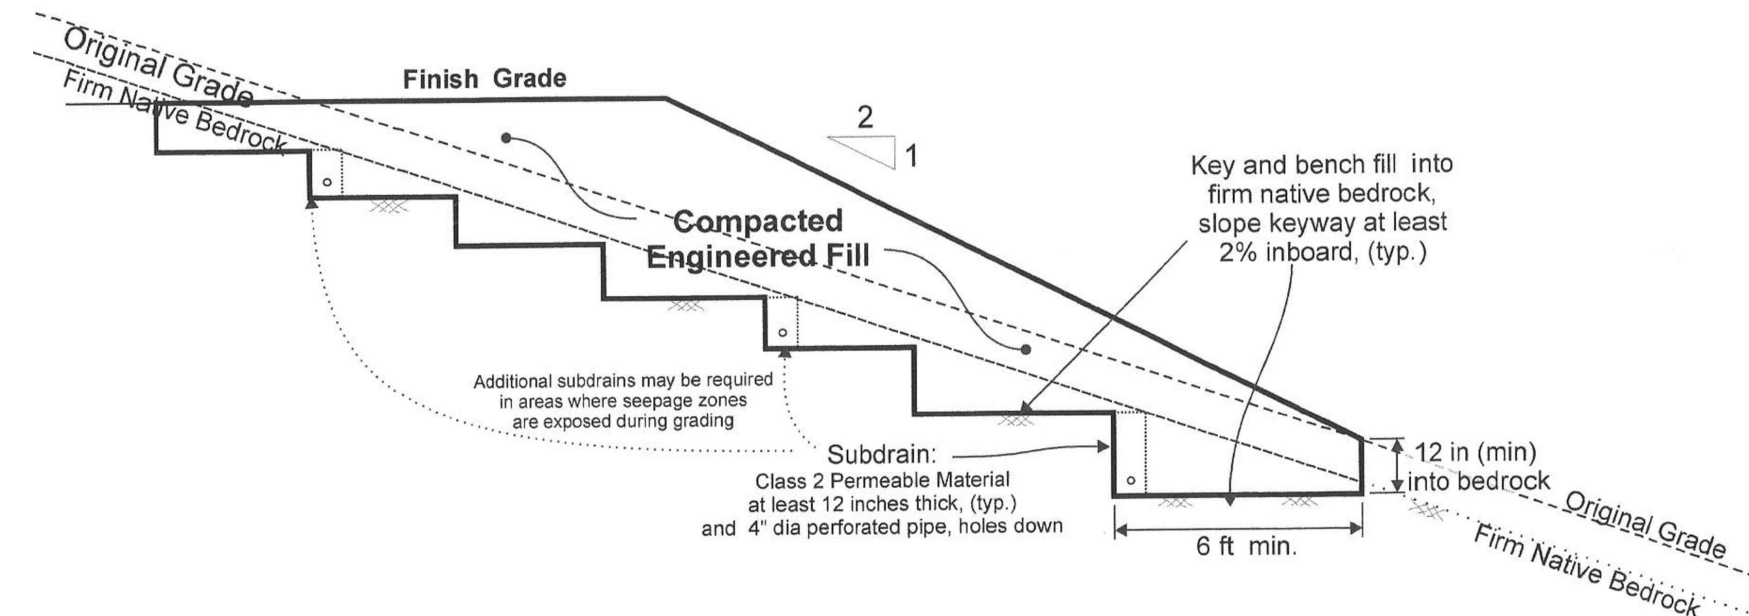 Original Grade
Firm Native Bedrock
Finish Grade
2
1
Key and bench fill into
firm native bedrock,
slope keyway at least
2% inboard, (typ.)
Compacted
Engineered Fill
Additional subdrains may be required
in areas where seepage zones
are exposed during grading
Subdrain:
Class 2 Permeable Material
at least 12 inches thick, (typ.)
and 4" dia perforated pipe, holes down
12 in (min)
into bedrock
6 ft min.
Original Grade
Firm Native Bedrock